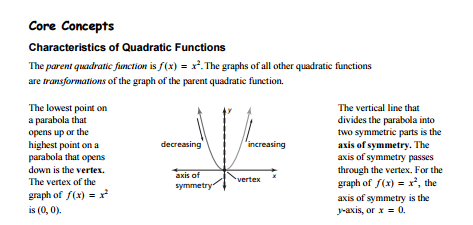 Core Concepts
Characteristics of Quadratic Functions
The parent quadratic function is f(x) = x². The graphs of all other quadratic functions
are transformations of the graph of the parent quadratic function.
The lowest point on
a parabola that
opens up or the
highest point on a
parabola that opens
down is the vertex.
The vertex of the
graph of f(x) = x²
is (0, 0).
y
decreasing
increasing
axis of
symmetry
vertex
x
The vertical line that
divides the parabola into
two symmetric parts is the
axis of symmetry. The
axis of symmetry passes
through the vertex. For the
graph of f(x) = x², the
axis of symmetry is the
y-axis, or x = 0.